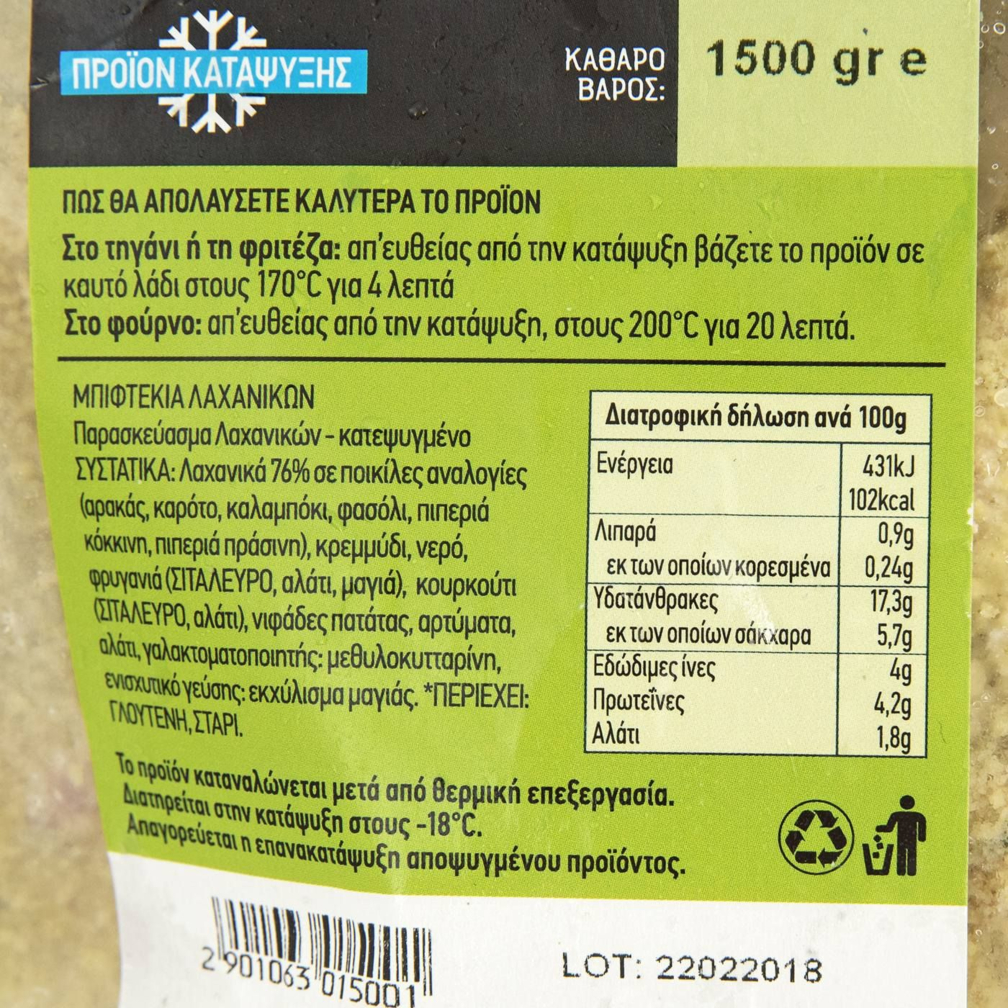 ΠΡΟΪΟΝ ΚΑΤΑΨΥΞΗΣ
ΚΑΘΑΡΟ
ΒΑΡΟΣ:
1500 gr e
ΠΩΣ ΘΑ ΑΠΟΛΑΥΣΕΤΕ ΚΑΛΥΤΕΡΑ ΤΟ ΠΡΟΪΟΝ
Στο τηγάνι ή τη φριτέζα: απ'ευθείας από την κατάψυξη βάζετε το προϊόν σε
καυτό λάδι στους 170°C για 4 λεπτά
Στο φούρνο: απ'ευθείας από την κατάψυξη, στους 200°C για 20 λεπτά.
ΜΠΙΦΤΕΚΙΑ ΛΑΧΑΝΙΚΩΝ
Παρασκεύασμα Λαχανικών - κατεψυγμένο
ΣΥΣΤΑΤΙΚΑ: Λαχανικά 76% σε ποικίλες αναλογίες
(αρακάς, καρότο, καλαμπόκι, φασόλι, πιπεριά
κόκκινη, πιπεριά πράσινη), κρεμμύδι, νερό,
φρυγανιά (ΣΙΤΑΛΕΥΡΟ, αλάτι, μαγιά), κουρκούτι
(ΣΙΤΑΛΕΥΡΟ, αλάτι), νιφάδες πατάτας, αρτύματα,
αλάτι, γαλακτοματοποιητής: μεθυλοκυτταρίνη,
ενισχυτικό γεύσης: εκχύλισμα μαγιάς. *ΠΕΡΙΕΧΕΙ:
ΓΛΟΥΤΕΝΗ, ΣΤΑΡΙ.
Διατροφική δήλωση ανά 100g
Ενέργεια 431kJ
102kcal
Λιπαρά 0,9g
εκ των οποίων κορεσμένα 0,24g
Υδατάνθρακες 17,3g
εκ των οποίων σάκχαρα 5,7g
Εδώδιμες ίνες 4g
Πρωτεΐνες 4,2g
Αλάτι 1,8g
Το προϊόν καταναλώνεται μετά από θερμική επεξεργασία.
Διατηρείται στην κατάψυξη στους -18°C.
Απαγορεύεται η επανακατάψυξη αποψυγμένου προϊόντος.
2 901063 015001
LOT: 22022018